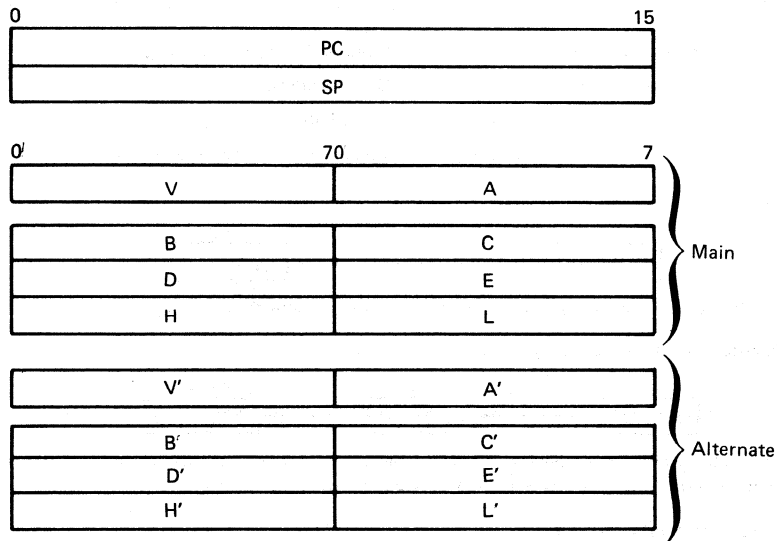 0 15
PC
SP
0 70 7
V A
B C
D E
H L
Main
V' A'
B' C'
D' E'
H' L'
Alternate